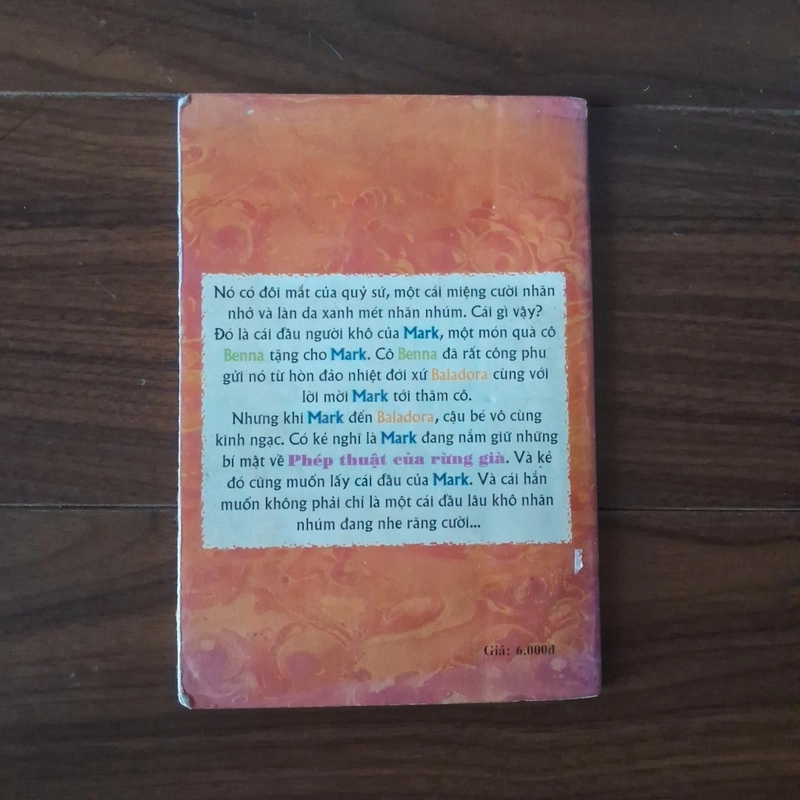 Nó có đôi mắt của quỷ sứ, một cái miệng cười nhăn
nhở và làn da xanh mét nhăn nhúm. Cái gì vậy?
Đó là cái đầu người khô của Mark, một món quà cô
Benna tặng cho Mark. Cô Benna đã rất công phu
gửi nó từ hòn đảo nhiệt đới xứ Baladora cùng với
lời mời Mark tới thăm cô.
Nhưng khi Mark đến Baladora, cậu bé vô cùng
kinh ngạc. Có kẻ nghĩ là Mark đang nắm giữ những
bí mật về Phép thuật của rừng già. Và kẻ
đó cũng muốn lấy cái đầu của Mark. Và cái hắn
muốn không phải chỉ là một cái đầu lâu khô nhăn
nhúm đang nhe răng cười...
Giá: 6.000đ